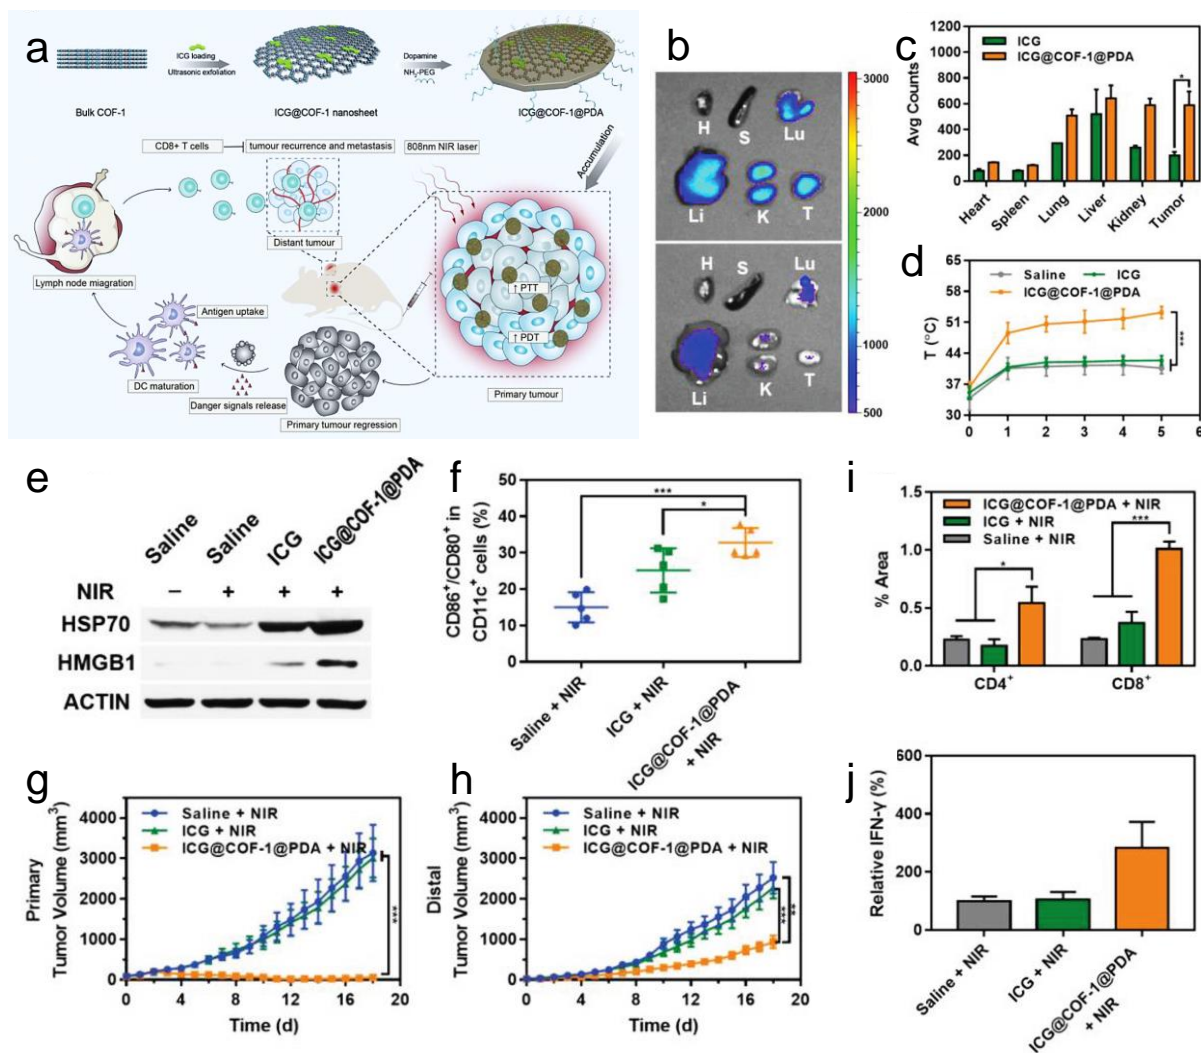 a
ICG loading
Ultrasonic exfoliation
Dopamine
NH₂-PEG
Bulk COF-1
ICG@COF-1 nanosheet
ICG@COF-1@PDA
CD8+ T cells
tumour recurrence and metastasis
808nm NIR laser
Accumulation
Distant tumour
Lymph node miagration
↑ PTT
↑ PDT
Antigen uptake
DC maturation
Danger signals release
Primary tumour regression
Primary tumour
b
H
S
Lu
Li
K
T
H
S
Lu
Li
K
T
3000
2000
1000
500
c
ICG
ICG@COF-1@PDA
Avg Counts
1200
1000
800
600
400
200
0
*
Heart
Spleen
Lung
Liver
Kidney
Tumor
d
Saline
ICG
ICG@COF-1@PDA
T (°C)
65
58
51
44
37
30
***
0 1 2 3 4 5 6
e
Saline
Saline
ICG
ICG@COF-1@PDA
NIR – + + +
HSP70
HMGB1
ACTIN
f
CD86⁺/CD80⁺ in
CD11c⁺ cells (%)
50
40
30
20
10
0
***
*
Saline + NIR
ICG + NIR
ICG@COF-1@PDA
+ NIR
i
ICG@COF-1@PDA + NIR
ICG + NIR
Saline + NIR
% Area
1.5
1.0
0.5
0.0
*
***
CD4⁺
CD8⁺
g
Saline + NIR
ICG + NIR
ICG@COF-1@PDA + NIR
Primary
Tumor Volume (mm³)
4000
3000
2000
1000
0
***
0 4 8 12 16 20
Time (d)
h
Saline + NIR
ICG + NIR
ICG@COF-1@PDA + NIR
Distal
Tumor Volume (mm³)
4000
3000
2000
1000
0
***
**
0 4 8 12 16 20
Time (d)
j
Relative IFN-γ (%)
600
400
200
0
Saline + NIR
ICG + NIR
ICG@COF-1@PDA
+ NIR